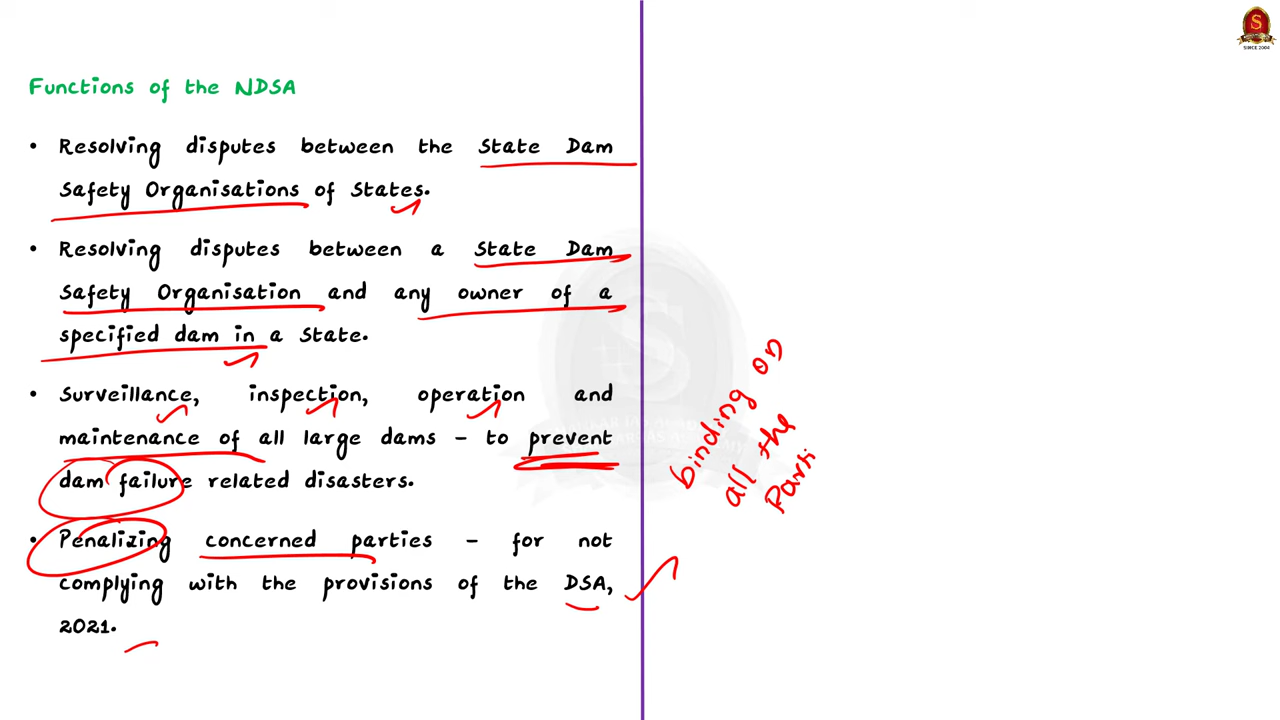 Functions of the NDSA
• Resolving disputes between the State Dam
Safety Organisations of States.
• Resolving disputes between a State Dam
Safety Organisation and any owner of a
specified dam in a State.
• Surveillance, inspection, operation and
maintenance of all large dams – to prevent
dam failure related disasters.
• Penalizing concerned parties – for not
complying with the provisions of the DSA,
2021.
binding on
all the
Parti
S
SINCE 2004